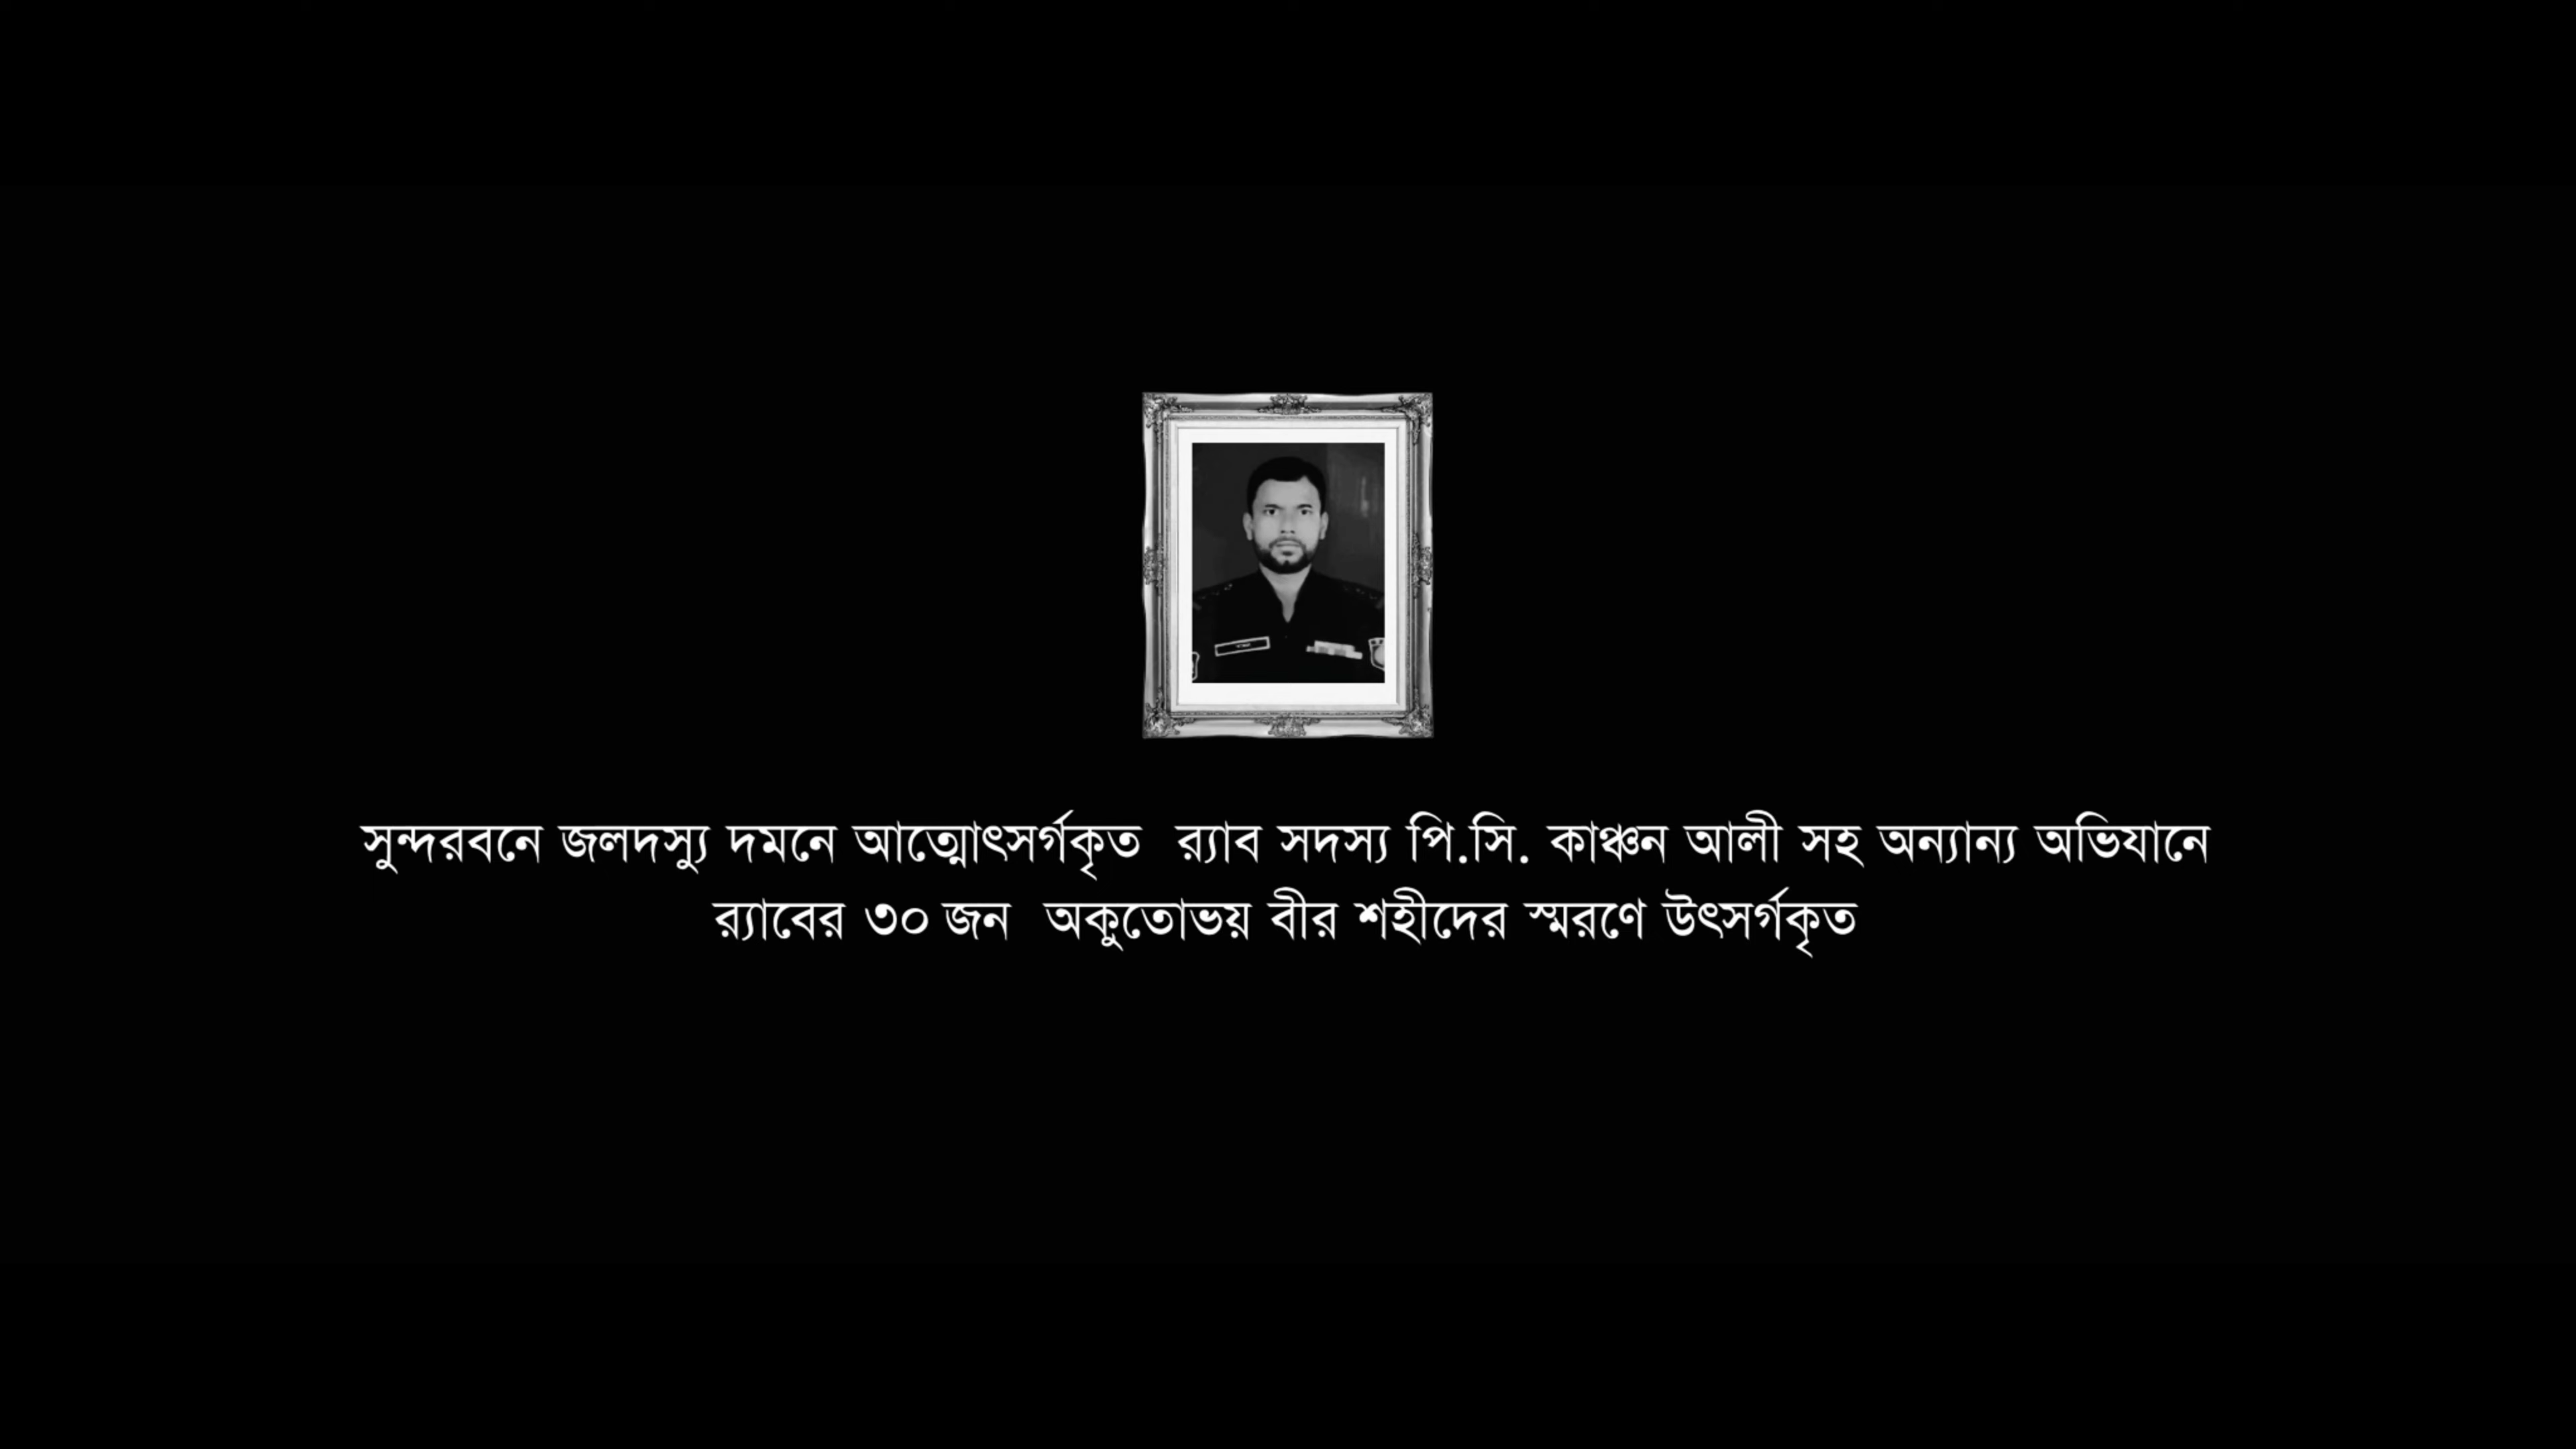 সুন্দরবনে জলদস্যু দমনে আত্মোৎসর্গকৃত র‍্যাব সদস্য পি.সি. কাঞ্চন আলী সহ অন্যান্য অভিযানে
র‍্যাবের ৩০ জন অকুতোভয় বীর শহীদের স্মরণে উৎসর্গকৃত